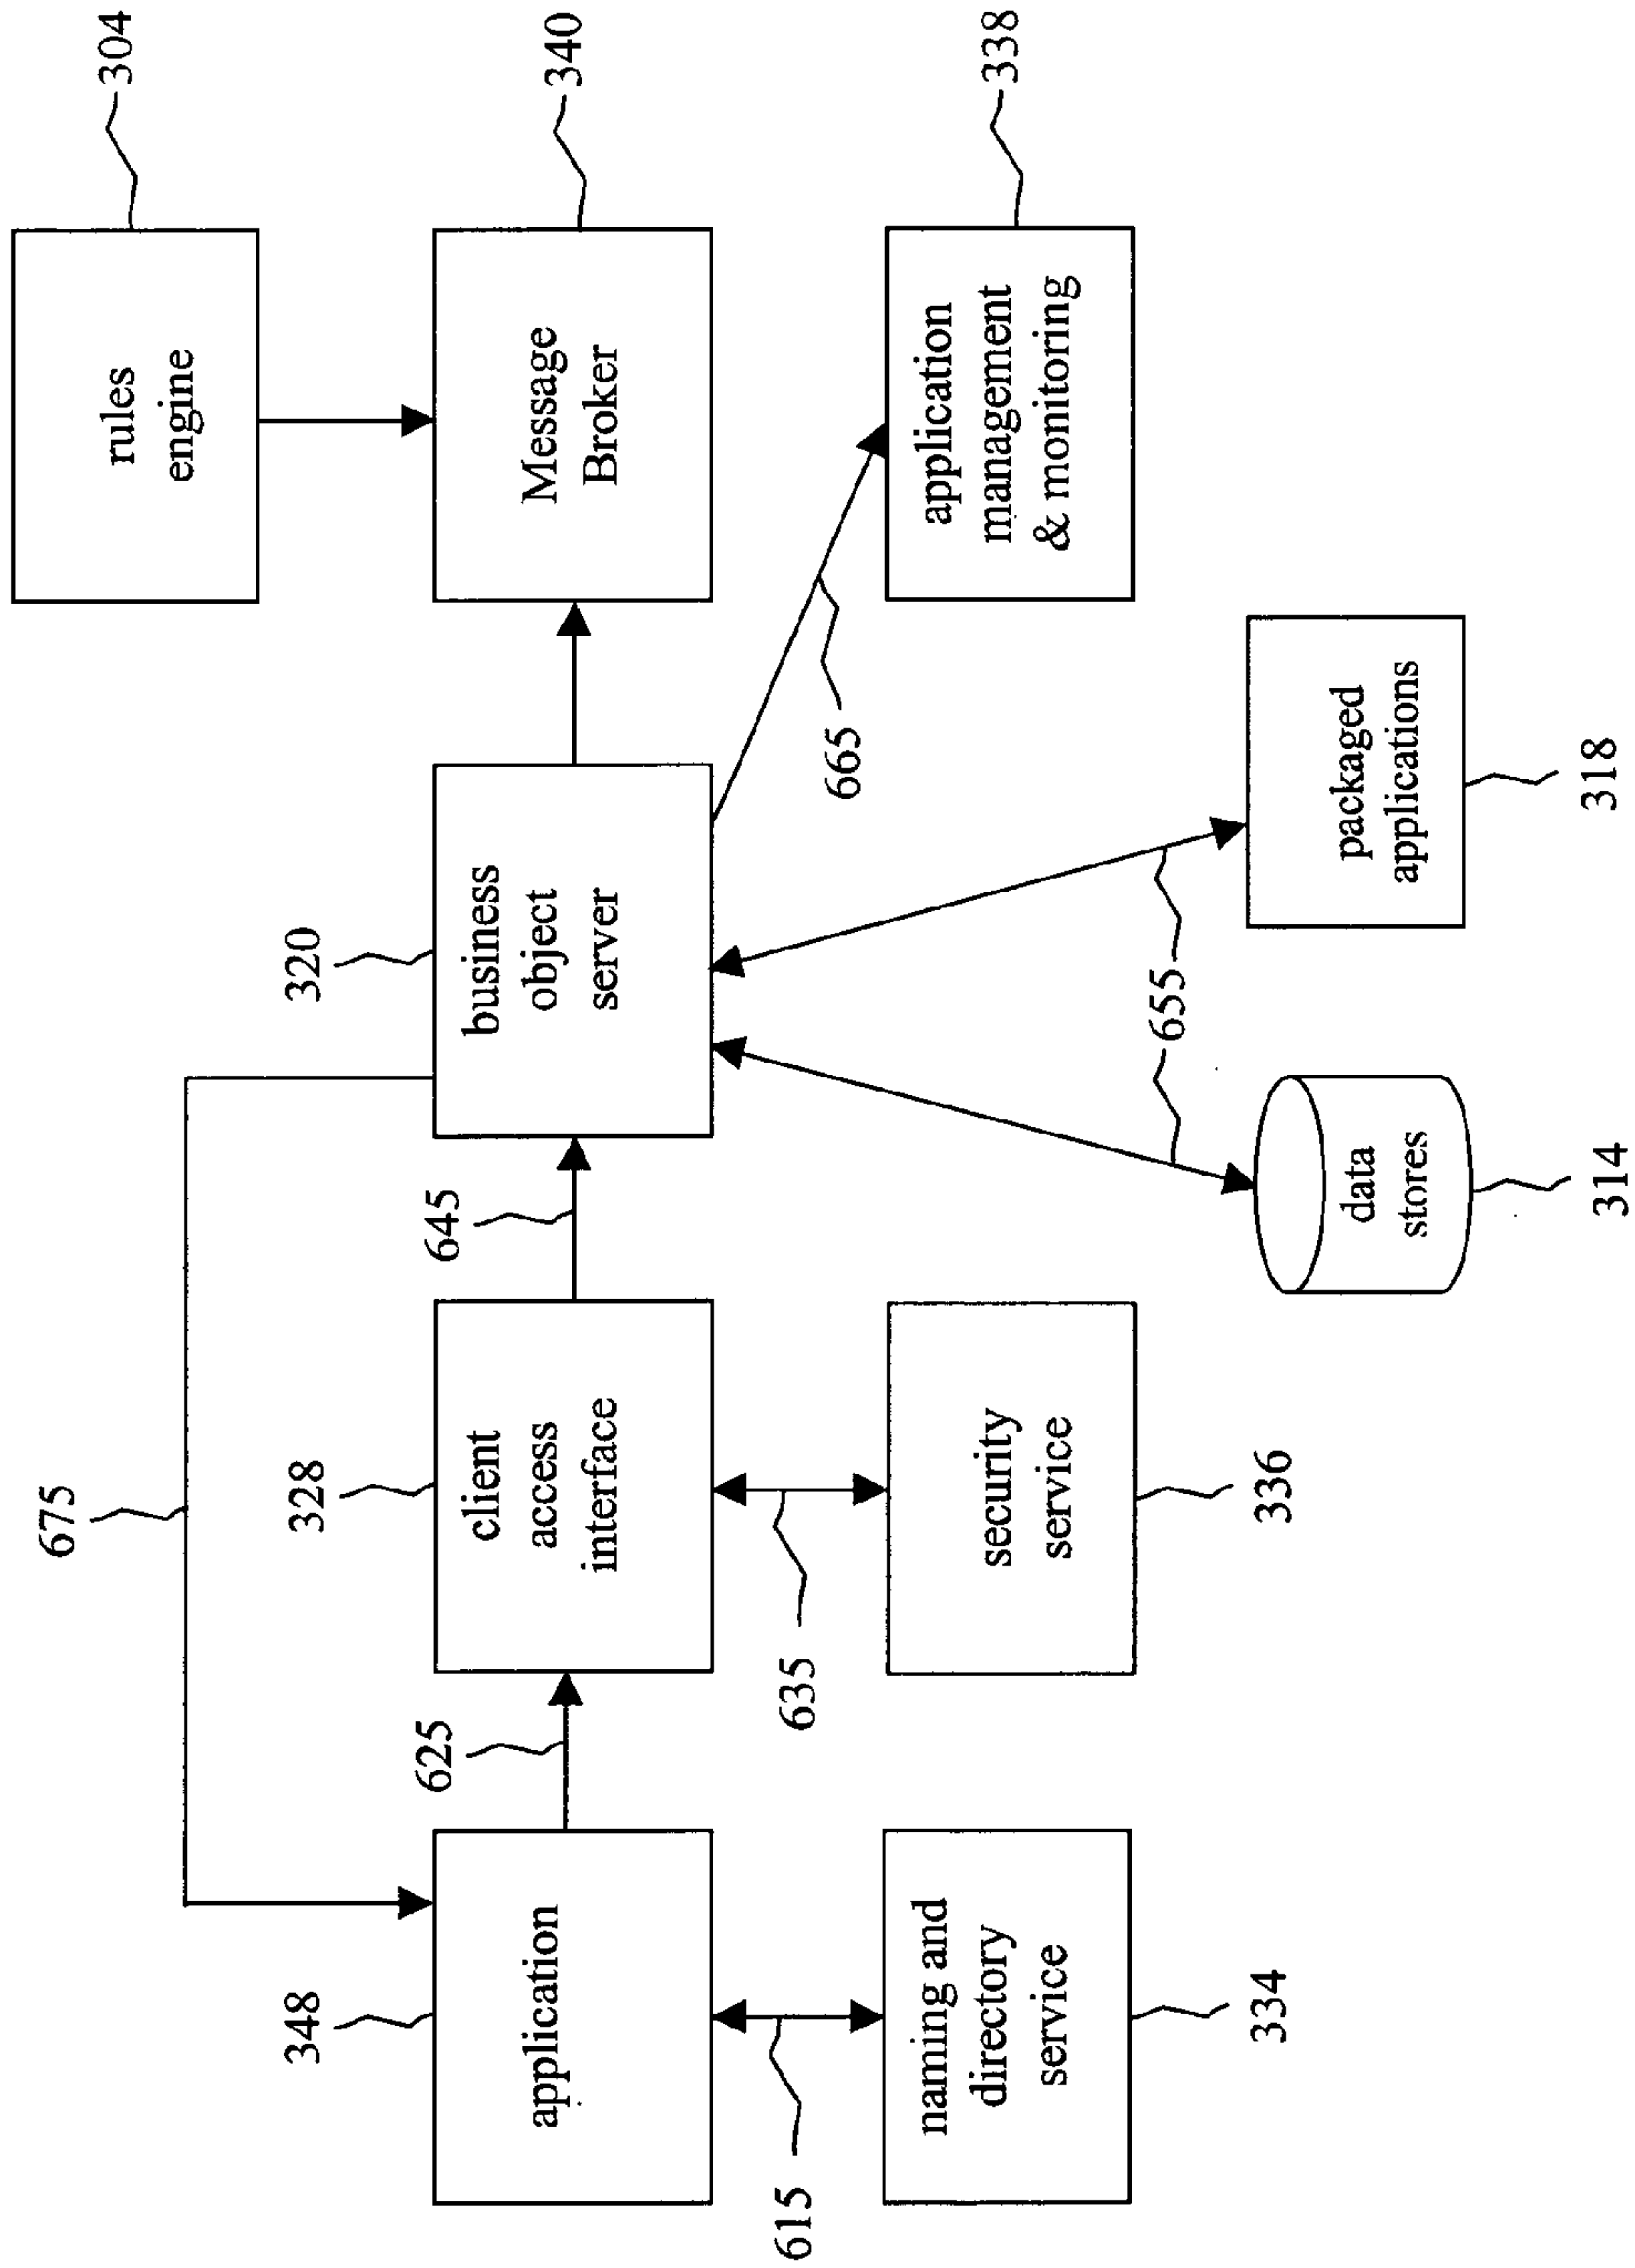 675
348
application
625
328
client
access
interface
645
320
business
object
server
rules
engine
304
Message
Broker
340
615
naming and
directory
service
334
635
security
service
336
655
data
stores
314
packaged
applications
318
665
application
management
& monitoring
338